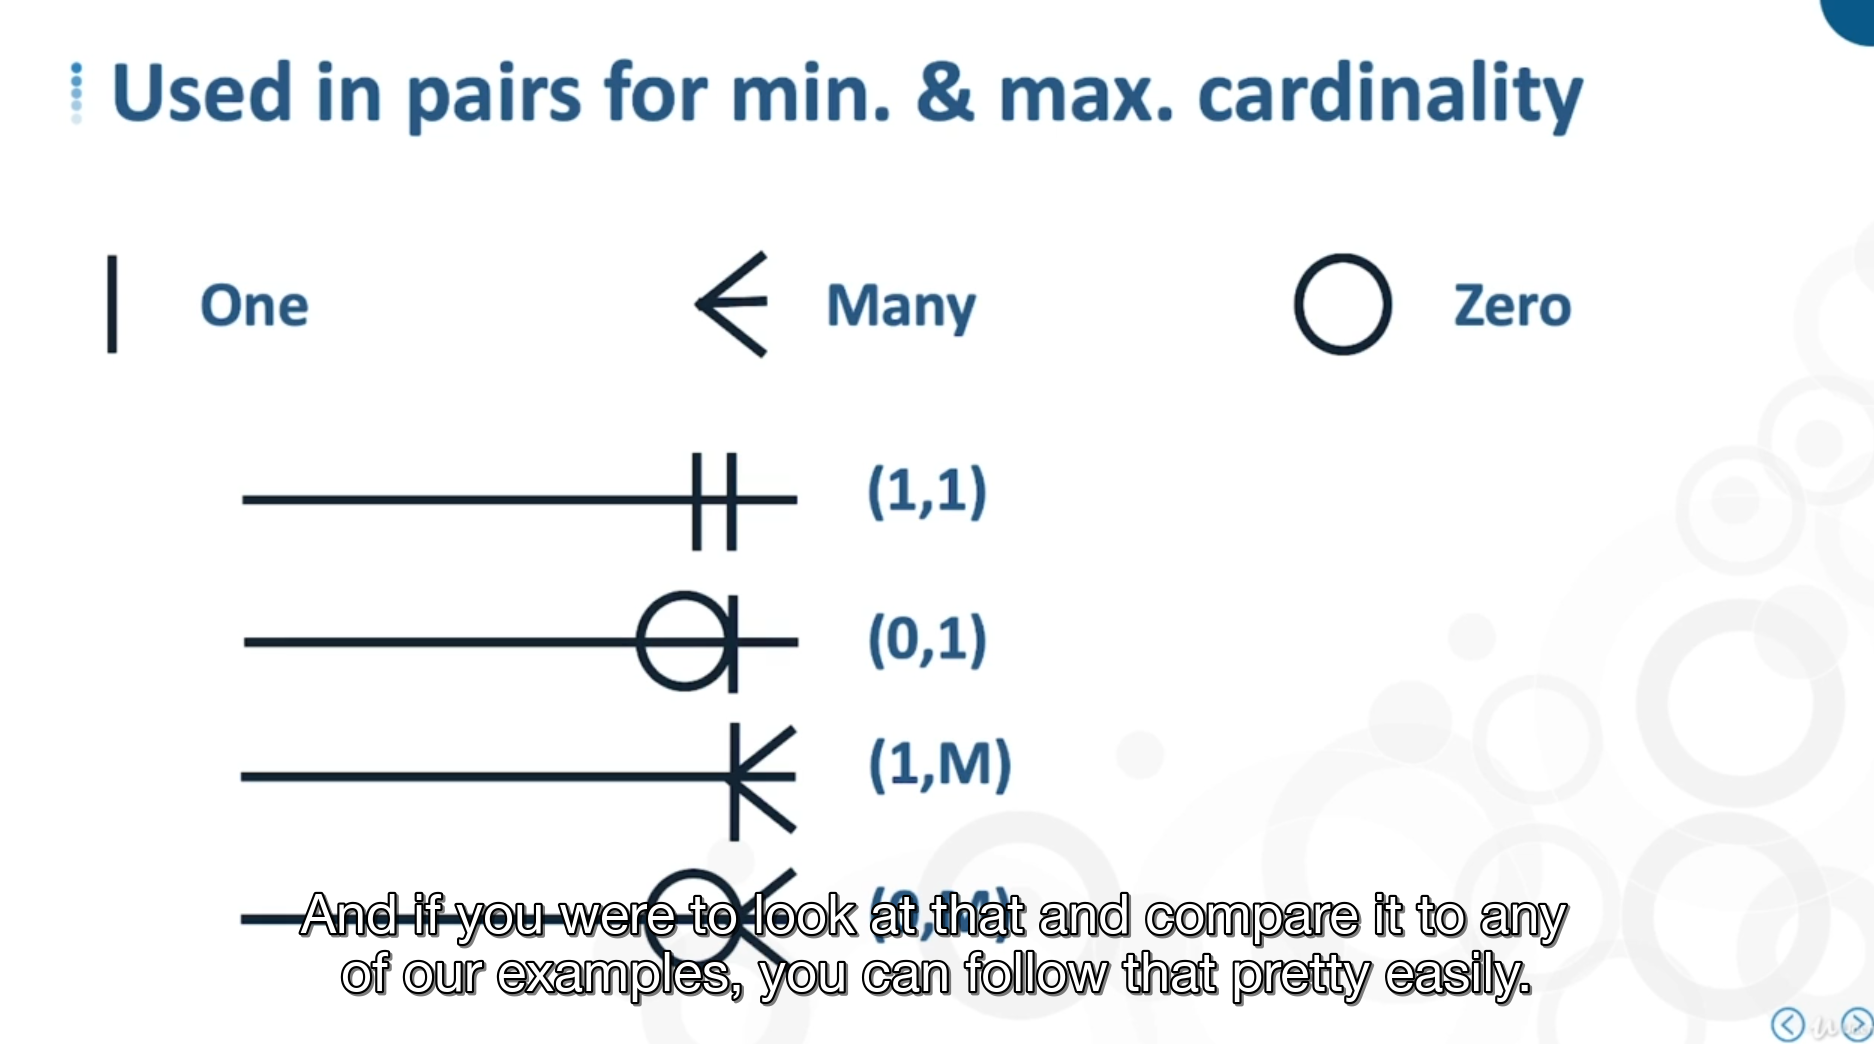 Used in pairs for min. & max. cardinality
One
Many
Zero
(1,1)
(0,1)
(1,M)
And if you were to look at that and compare it to any
of our examples, you can follow that pretty easily.